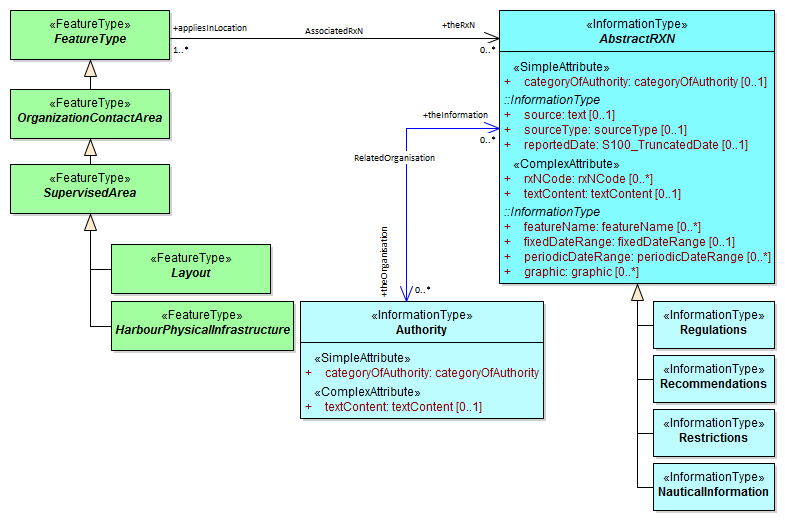 «FeatureType»
FeatureType
+appliesInLocation
1..*
AssociatedRxN
+theRxN
0..*
«InformationType»
AbstractRXN
«SimpleAttribute»
+ categoryOfAuthority: categoryOfAuthority [0..1]
::InformationType
+ source: text [0..1]
+ sourceType: sourceType [0..1]
+ reportedDate: S100_TruncatedDate [0..1]
«ComplexAttribute»
+ rxNCode: rxNCode [0..*]
+ textContent: textContent [0..1]
::InformationType
+ featureName: featureName [0..*]
+ fixedDateRange: fixedDateRange [0..1]
+ periodicDateRange: periodicDateRange [0..*]
+ graphic: graphic [0..*]
«FeatureType»
OrganizationContactArea
«FeatureType»
SupervisedArea
«FeatureType»
Layout
«FeatureType»
HarbourPhysicalInfrastructure
+theInformation
0..*
RelatedOrganisation
+theOrganisation
0..*
«InformationType»
Authority
«SimpleAttribute»
+ categoryOfAuthority: categoryOfAuthority
«ComplexAttribute»
+ textContent: textContent [0..1]
«InformationType»
Regulations
«InformationType»
Recommendations
«InformationType»
Restrictions
«InformationType»
NauticalInformation